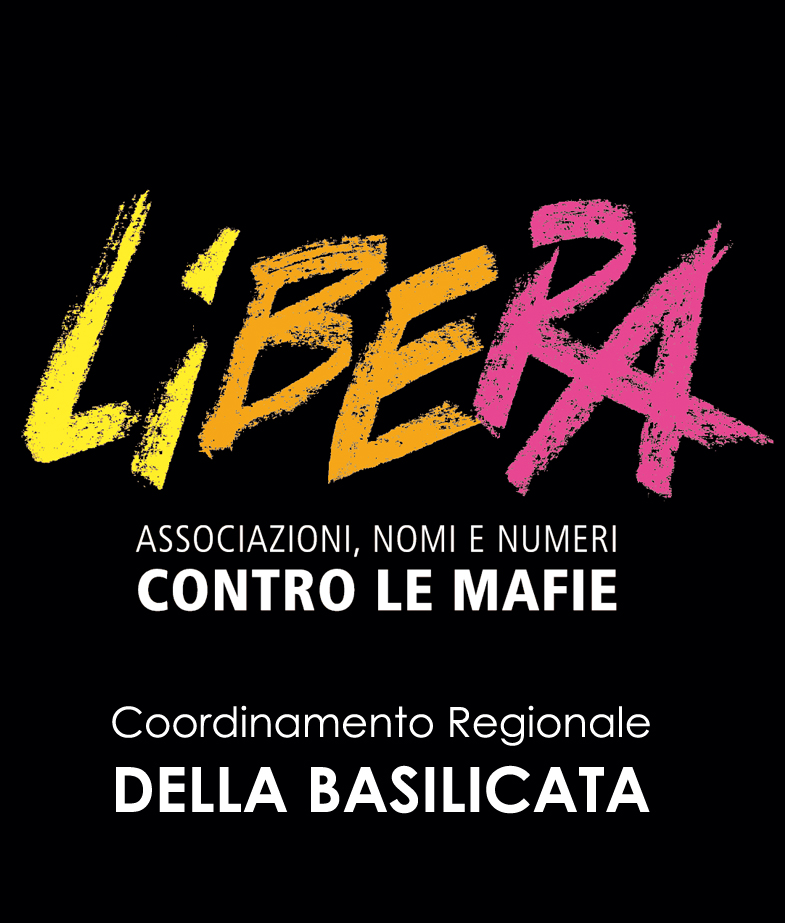 LiBERA
ASSOCIAZIONI, NOMI E NUMERI
CONTRO LE MAFIE
Coordinamento Regionale
DELLA BASILICATA